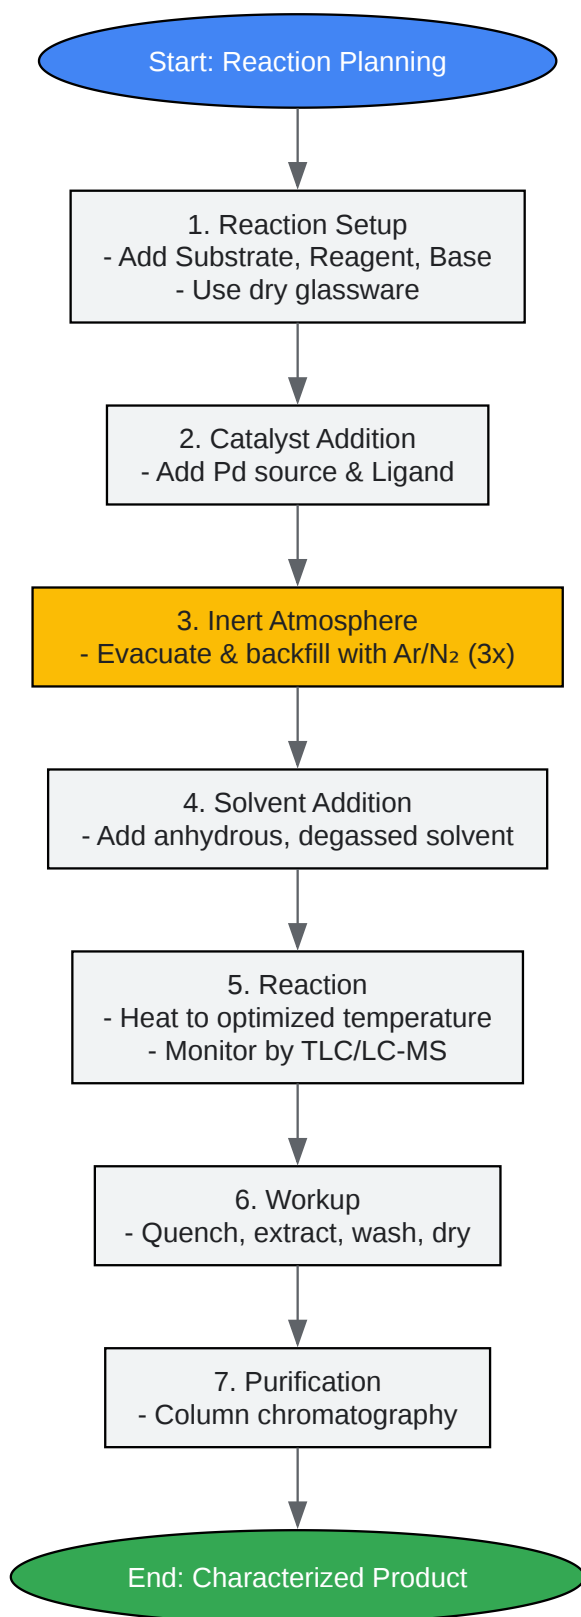 Start: Reaction Planning
1. Reaction Setup
- Add Substrate, Reagent, Base
- Use dry glassware
2. Catalyst Addition
- Add Pd source & Ligand
3. Inert Atmosphere
- Evacuate & backfill with Ar/N₂ (3x)
4. Solvent Addition
- Add anhydrous, degassed solvent
5. Reaction
- Heat to optimized temperature
- Monitor by TLC/LC-MS
6. Workup
- Quench, extract, wash, dry
7. Purification
- Column chromatography
End: Characterized Product